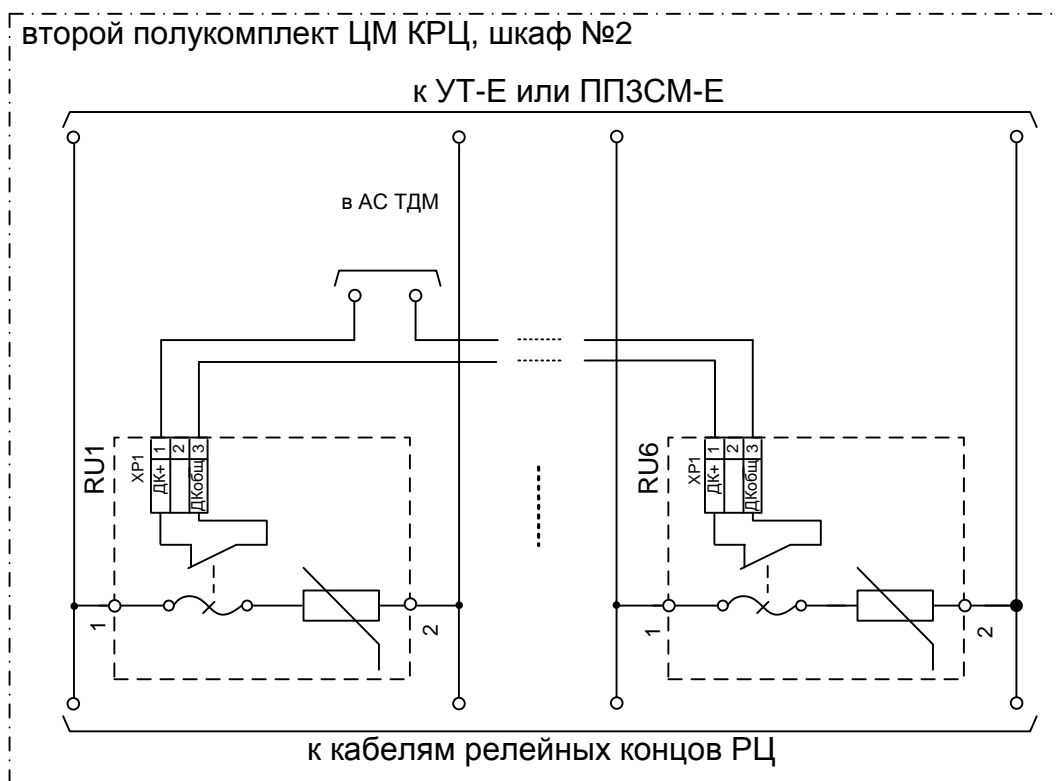 второй полукомплект ЦМ КРЦ, шкаф №2
к УТ-Е или ППЗСМ-Е
в АС ТДМ
RU1
XP1
ДК+ 1
2
ДКобщ 3
1
2
RU6
XP1
ДК+ 1
2
ДКобщ 3
1
2
к кабелям релейных концов РЦ